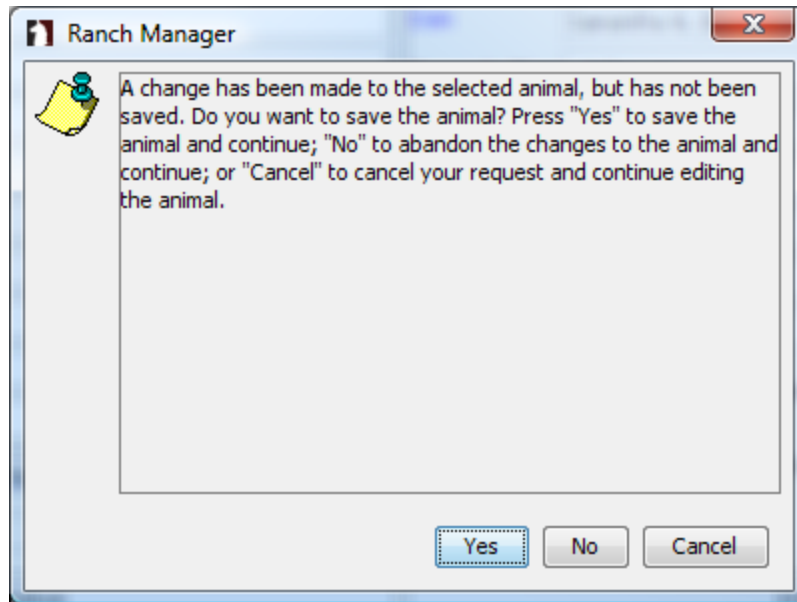 Ranch Manager
A change has been made to the selected animal, but has not been
saved. Do you want to save the animal? Press "Yes" to save the
animal and continue; "No" to abandon the changes to the animal and
continue; or "Cancel" to cancel your request and continue editing
the animal.
Yes No Cancel